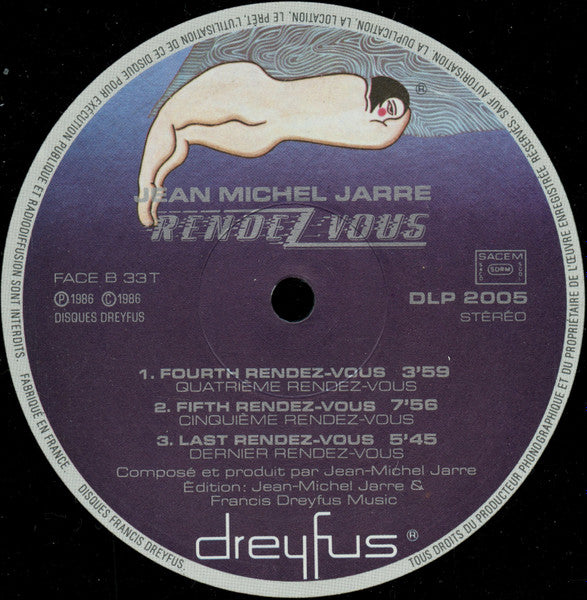 TOUS DROITS DU PRODUCTEUR PHONOGRAPHIQUE ET DU PROPRIÉTAIRE DE L'ŒUVRE ENREGISTRÉE RÉSERVÉS. SAUF AUTORISATION, LA DUPLICATION, LA LOCATION, LE PRÊT, L'UTILISATION DE CE DISQUE POUR EXÉCUTION PUBLIQUE ET RADIODIFFUSION SONT INTERDITS. FABRIQUÉ EN FRANCE. DISQUES FRANCIS DREYFUS.
®
JEAN MICHEL JARRE
RENDEZ VOUS
FACE B 33T
Ⓟ1986 Ⓒ1986
DISQUES DREYFUS
SACEM
SACD SDRM SGDL
DLP 2005
STÉRÉO
1. FOURTH RENDEZ-VOUS 3'59
QUATRIÈME RENDEZ-VOUS
2. FIFTH RENDEZ-VOUS 7'56
CINQUIÈME RENDEZ-VOUS
3. LAST RENDEZ-VOUS 5'45
DERNIER RENDEZ-VOUS
Composé et produit par Jean-Michel Jarre
Édition: Jean-Michel Jarre &
Francis Dreyfus Music
dreyfus®